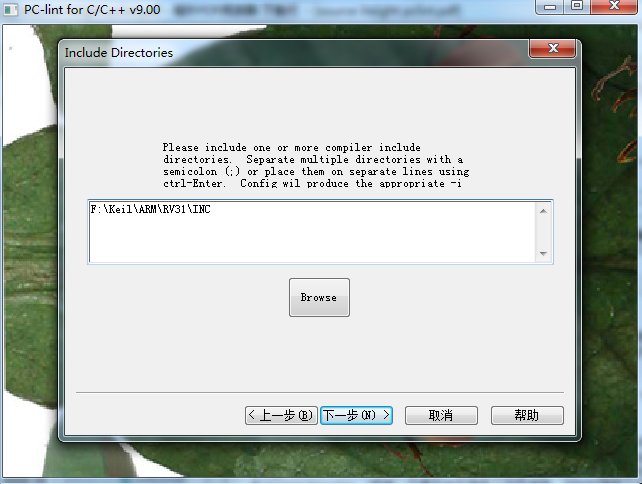 PC-lint for C/C++ v9.00
Include Directories
Please include one or more compiler include
directories. Separate multiple directories with a
semicolon (;) or place them on separate lines using
ctrl-Enter. Config wil produce the appropriate -i
F:\Keil\ARM\RV31\INC
Browse
< 上一步(B) 下一步(N) > 取消 帮助